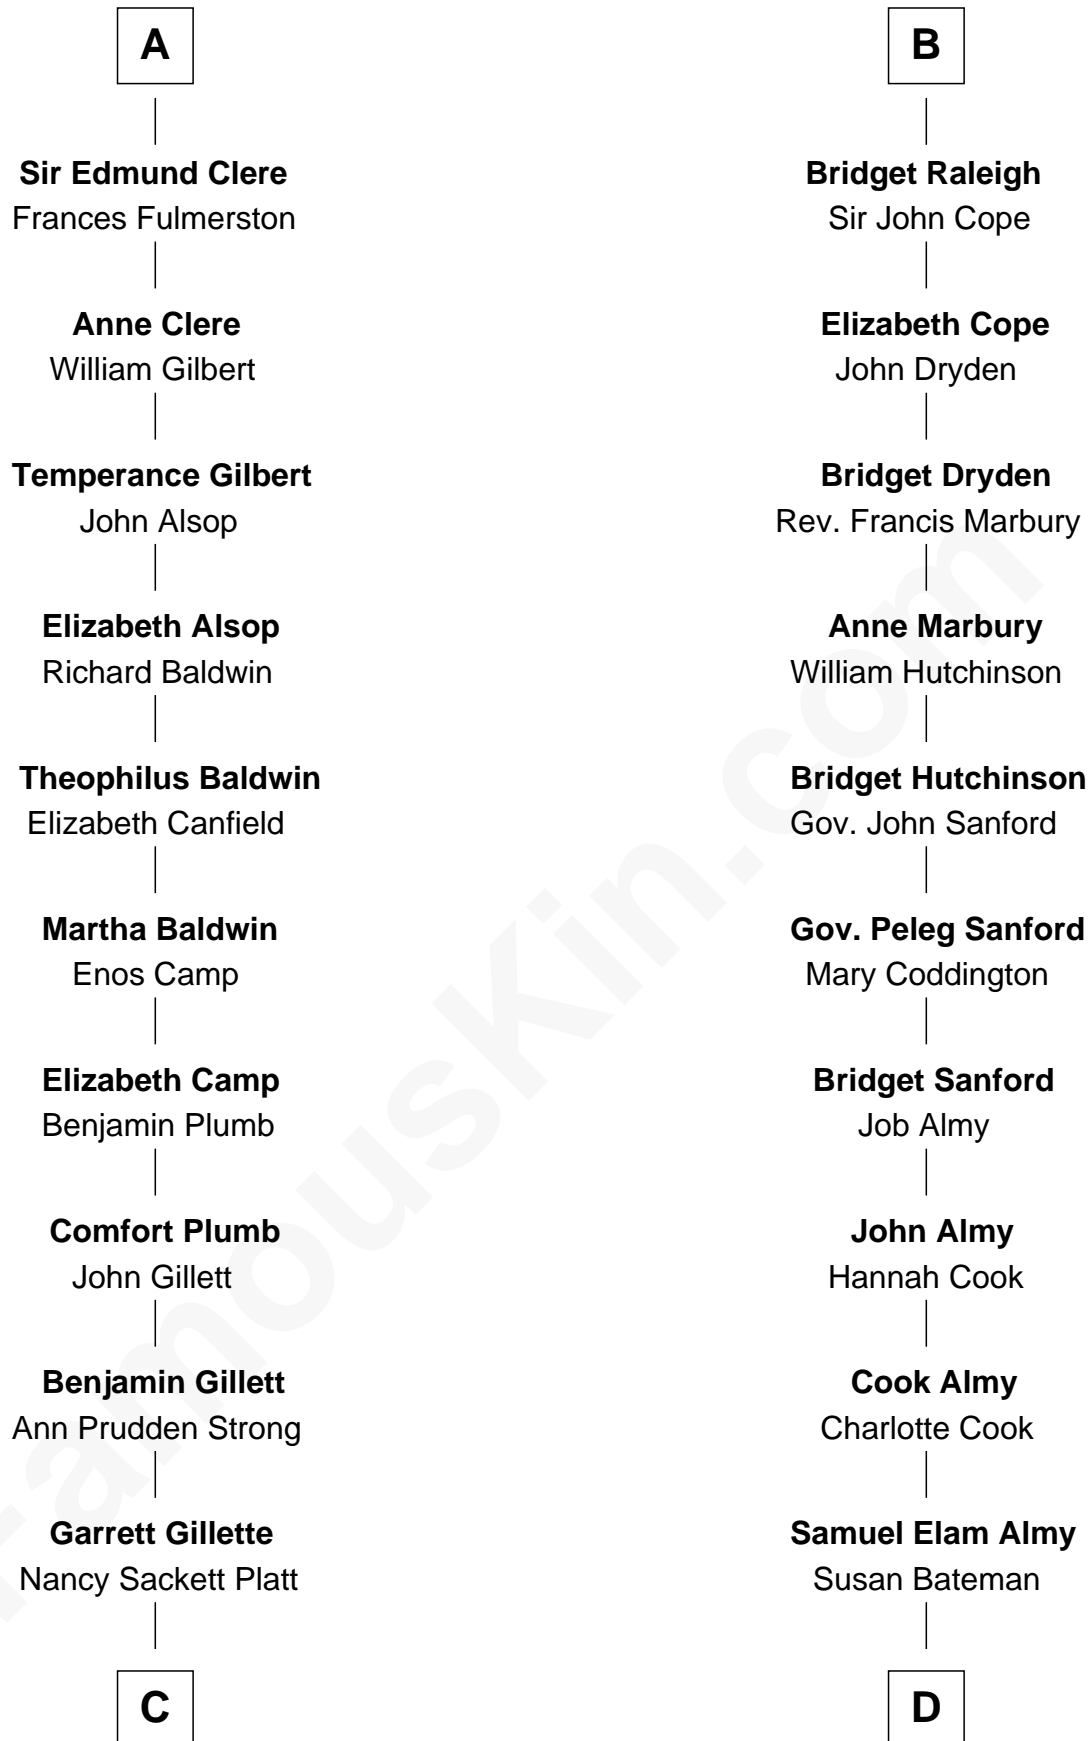 A
Sir Edmund Clere
Frances Fulmerston
Anne Clere
William Gilbert
Temperance Gilbert
John Alsop
Elizabeth Alsop
Richard Baldwin
Theophilus Baldwin
Elizabeth Canfield
Martha Baldwin
Enos Camp
Elizabeth Camp
Benjamin Plumb
Comfort Plumb
John Gillett
Benjamin Gillett
Ann Prudden Strong
Garrett Gillette
Nancy Sackett Platt
C
B
Bridget Raleigh
Sir John Cope
Elizabeth Cope
John Dryden
Bridget Dryden
Rev. Francis Marbury
Anne Marbury
William Hutchinson
Bridget Hutchinson
Gov. John Sanford
Gov. Peleg Sanford
Mary Coddington
Bridget Sanford
Job Almy
John Almy
Hannah Cook
Cook Almy
Charlotte Cook
Samuel Elam Almy
Susan Bateman
D
FamousKin.com